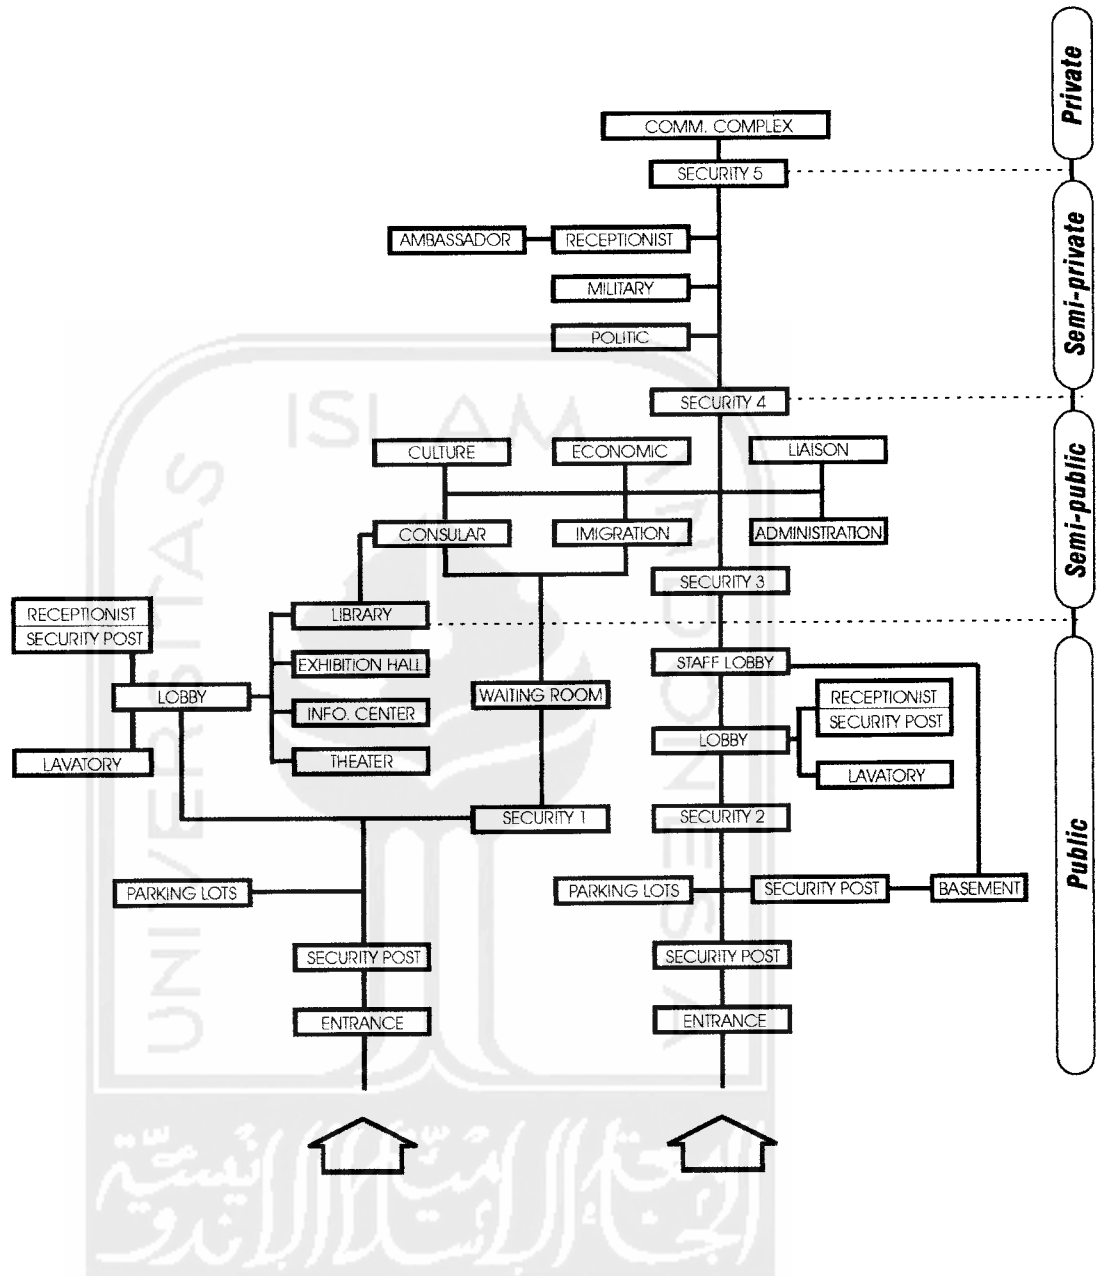 Private
COMM. COMPLEX
SECURITY 5
AMBASSADOR
RECEPTIONIST
MILITARY
Semi-private
POLITIC
SECURITY 4
ISLAM
CULTURE
ECONOMIC
LIAISON
Semi-public
CONSULAR
IMIGRATION
ADMINISTRATION
SECURITY 3
RECEPTIONIST
SECURITY POST
LIBRARY
EXHIBITION HALL
STAFF LOBBY
LOBBY
WAITING ROOM
RECEPTIONIST
SECURITY POST
INFO. CENTER
LOBBY
LAVATORY
THEATER
LAVATORY
SECURITY 1
SECURITY 2
Public
PARKING LOTS
PARKING LOTS
SECURITY POST
BASEMENT
SECURITY POST
SECURITY POST
ENTRANCE
ENTRANCE
UNIVERSITAS
INDONESIA